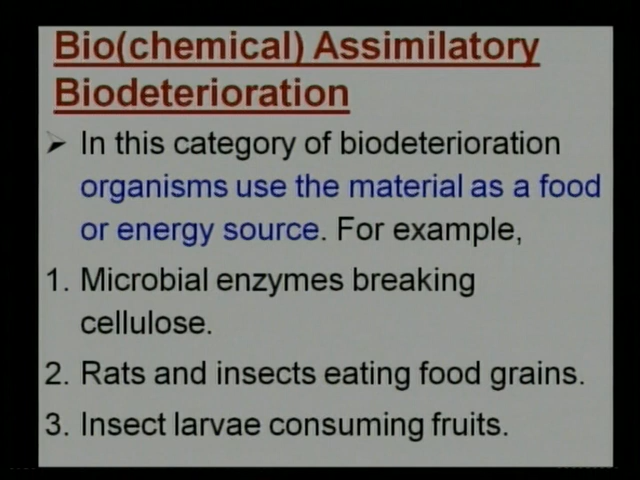 Bio(chemical) Assimilatory
Biodeterioration
➢ In this category of biodeterioration
organisms use the material as a food
or energy source. For example,
1. Microbial enzymes breaking
cellulose.
2. Rats and insects eating food grains.
3. Insect larvae consuming fruits.